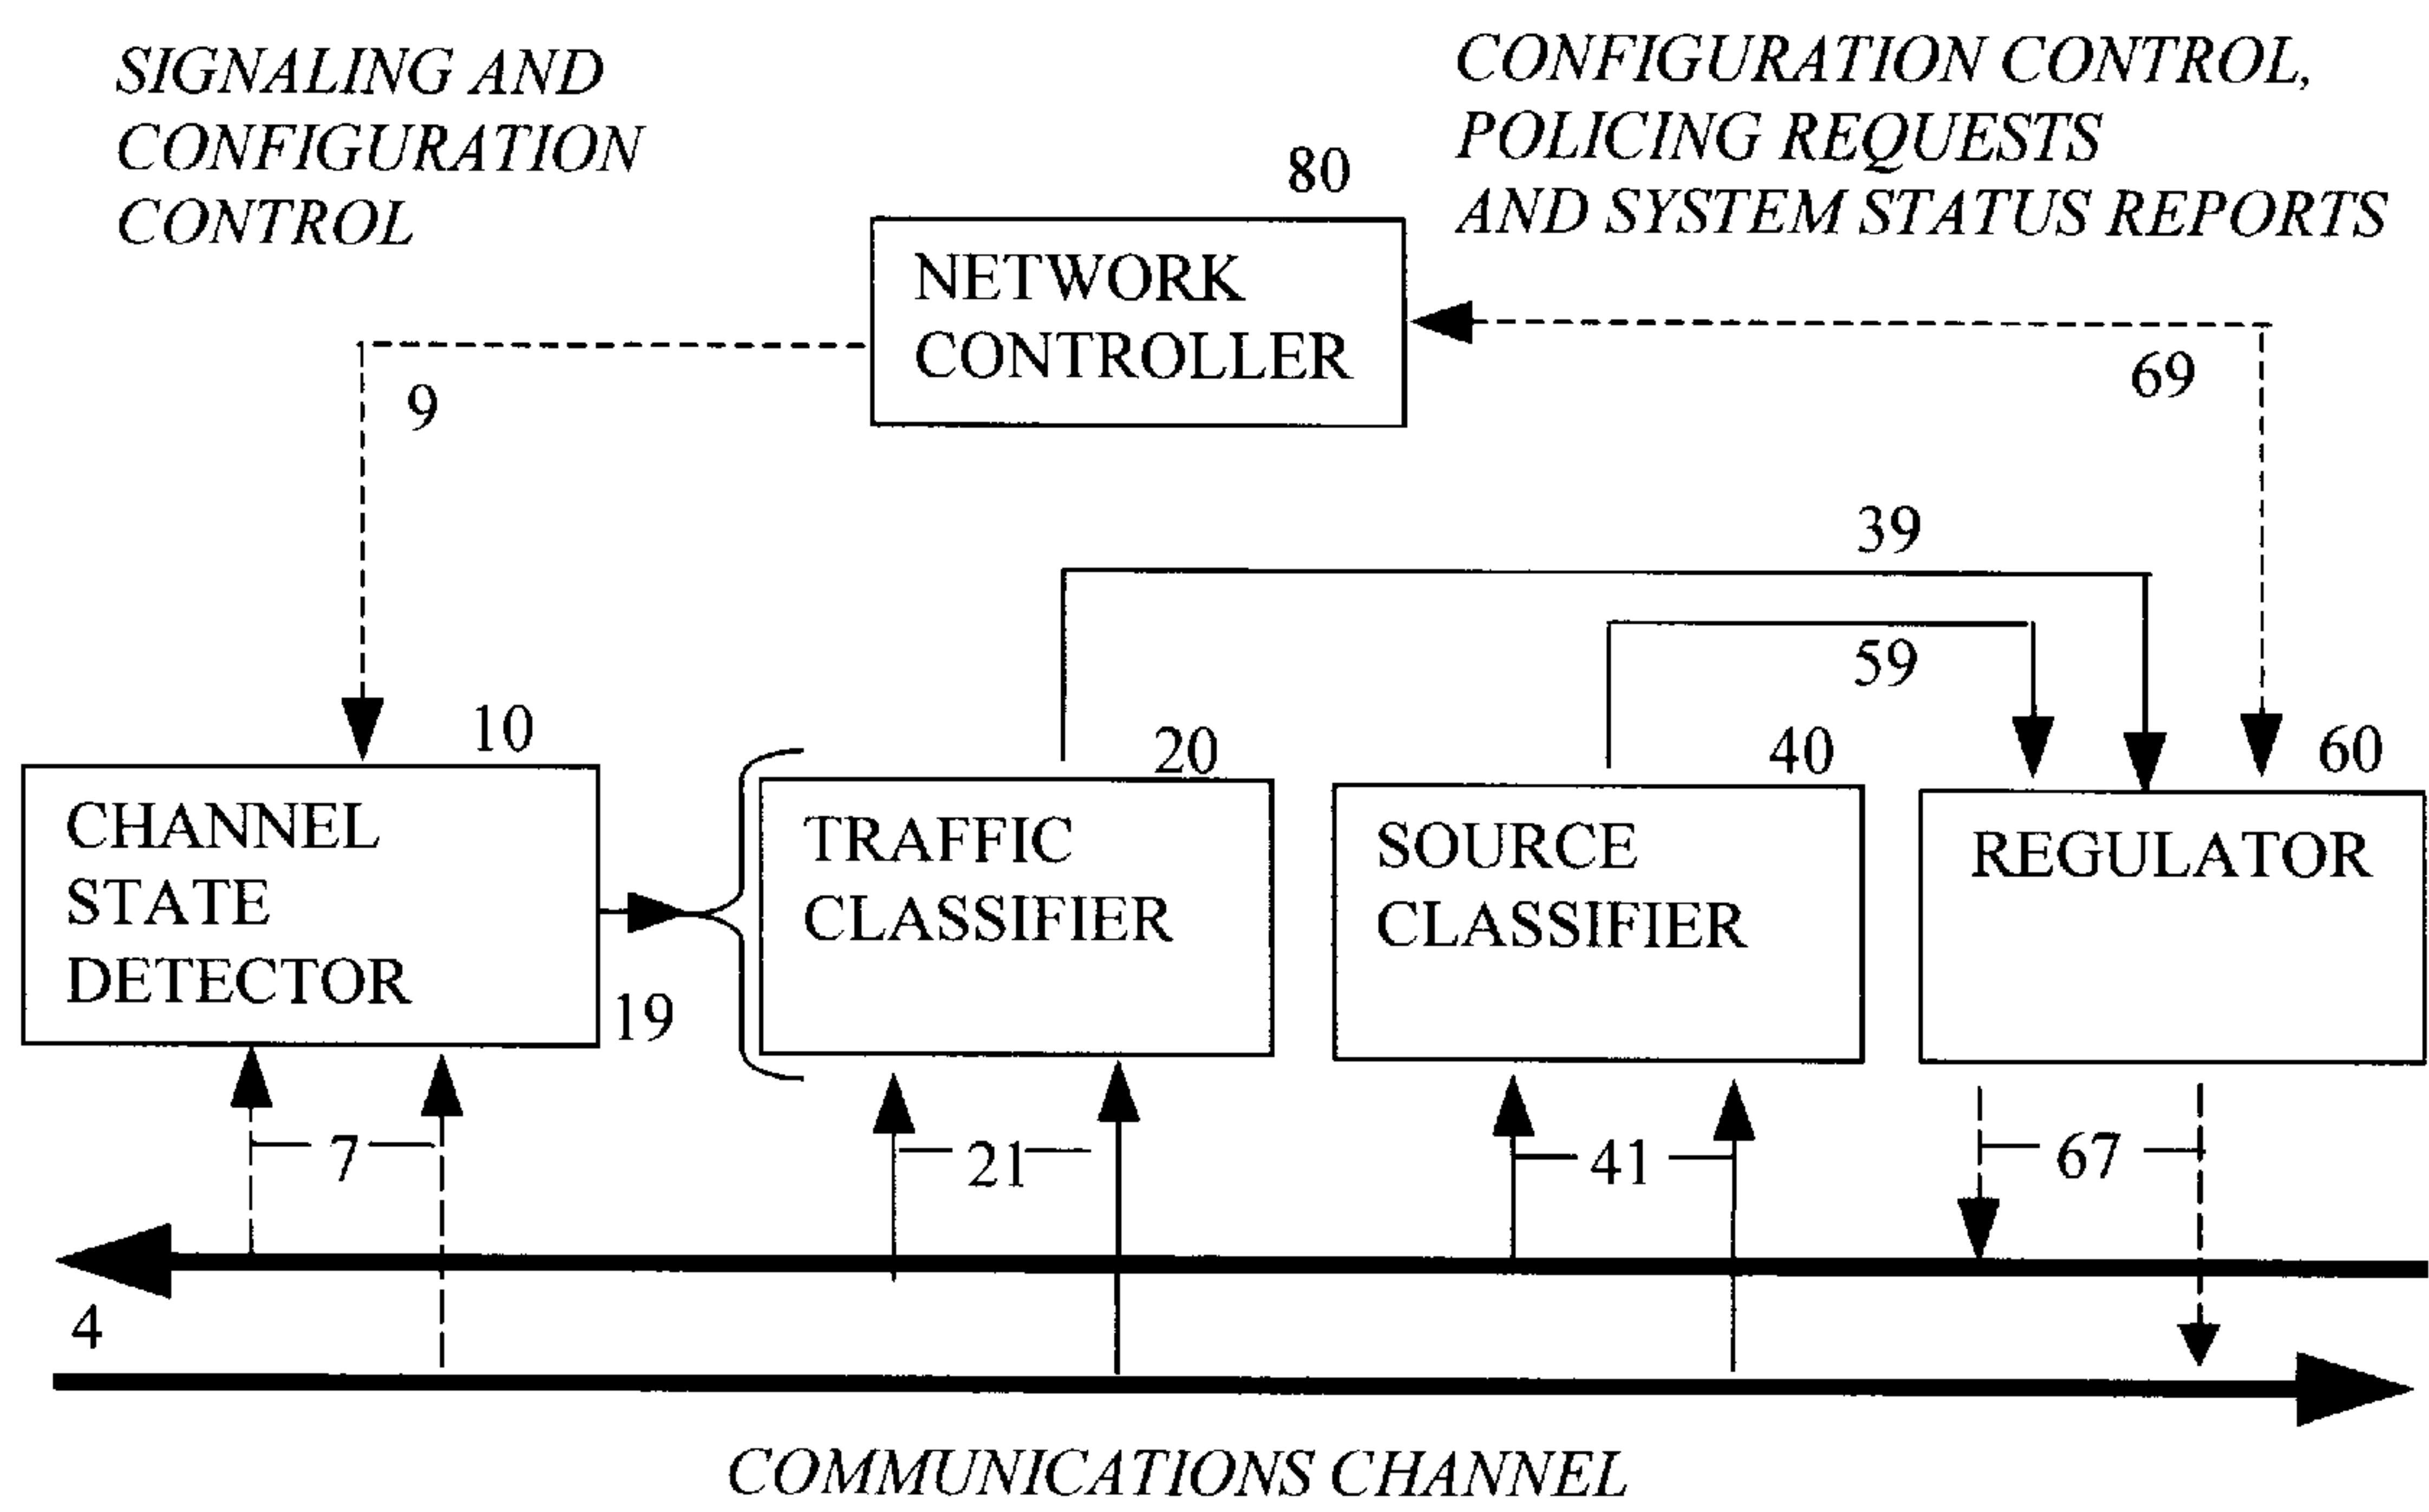 SIGNALING AND
CONFIGURATION
CONTROL
CONFIGURATION CONTROL,
POLICING REQUESTS
AND SYSTEM STATUS REPORTS
80
NETWORK
CONTROLLER
9
69
39
59
10
20
40
60
CHANNEL
STATE
DETECTOR
19
TRAFFIC
CLASSIFIER
SOURCE
CLASSIFIER
REGULATOR
7
21
41
67
4
COMMUNICATIONS CHANNEL